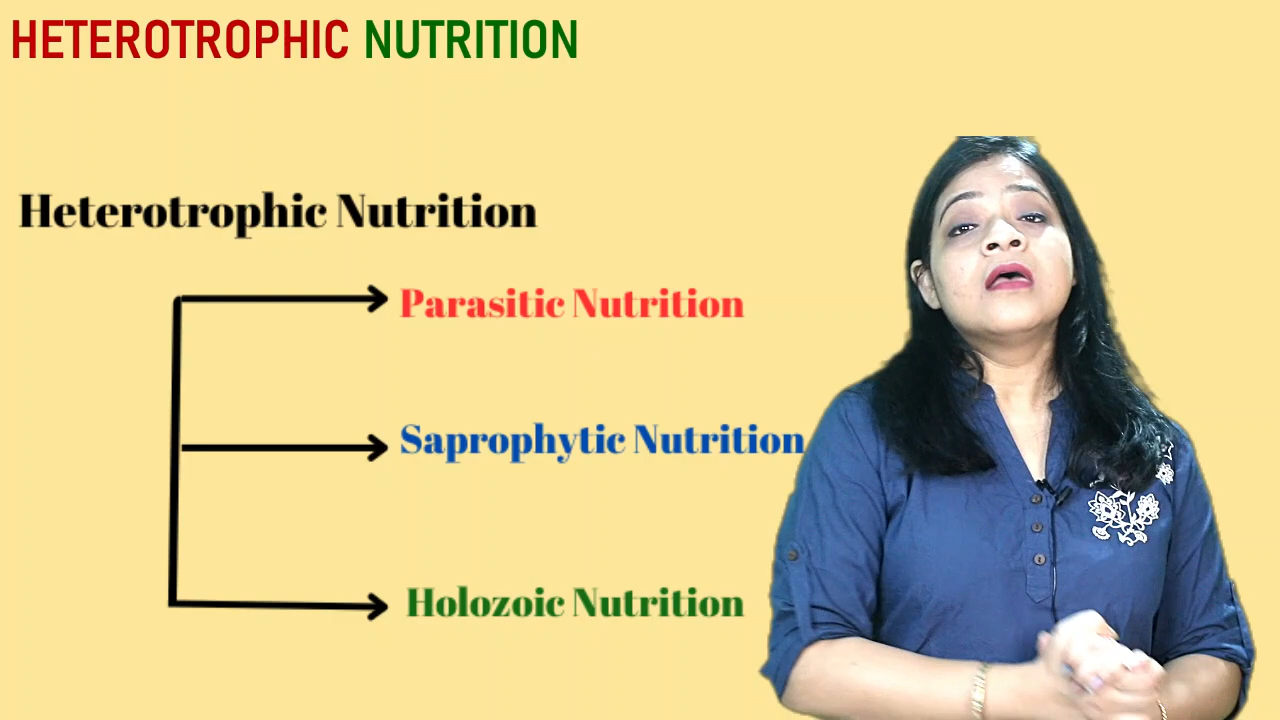 HETEROTROPHIC NUTRITION
Heterotrophic Nutrition
Parasitic Nutrition
Saprophytic Nutrition
Holozoic Nutrition